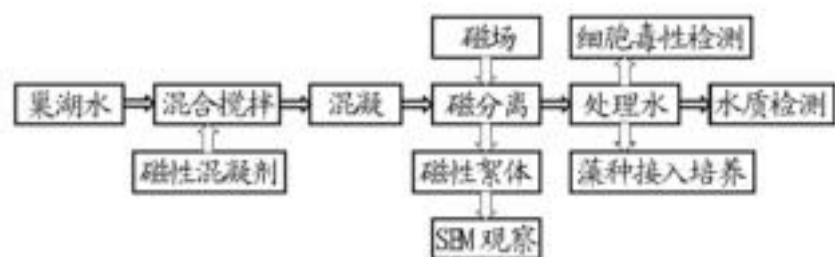 磁场 细胞毒性检测
巢湖水 混合搅拌 混凝 磁分离 处理水 水质检测
磁性混凝剂 磁性絮体 藻种接入培养
SEM观察